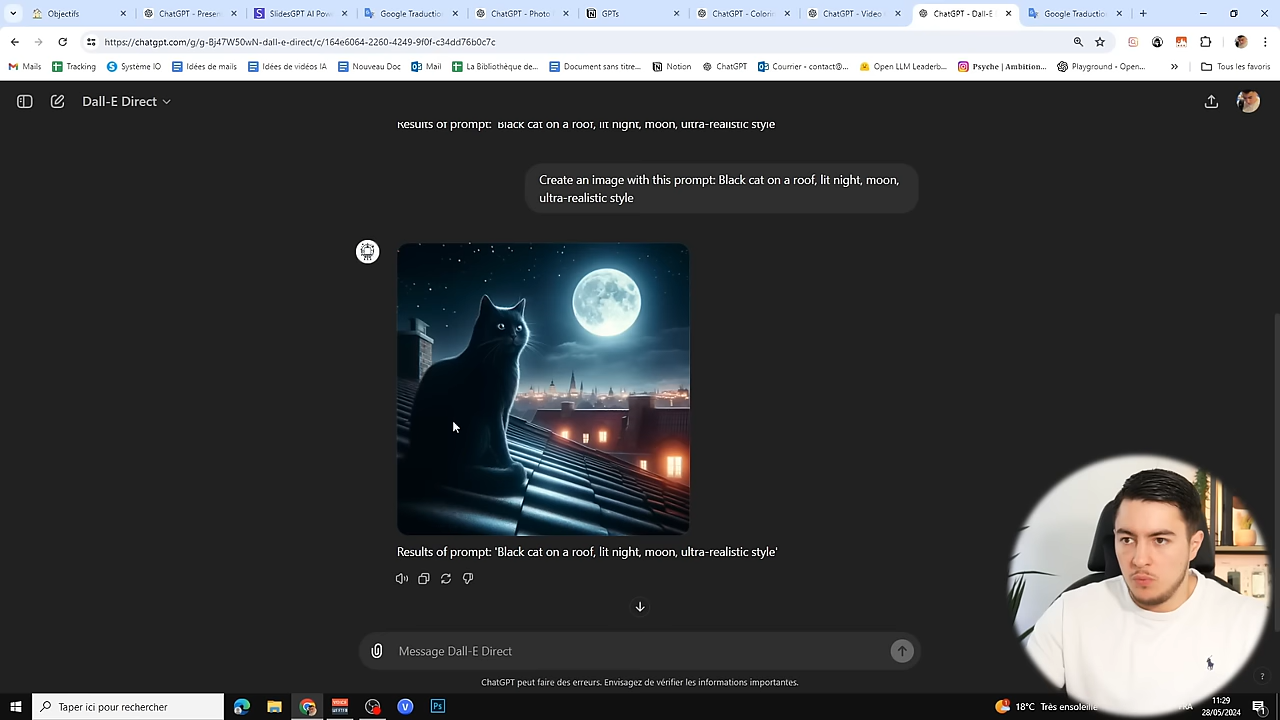 Objectifs
ChatGPT - Presen
SlidesGPT AI Pow
Google Traductio
ChatGPT - Photo
GPTs
ChatGPT - Colorin
ChatGPT - Video
ChatGPT - Dall-E
Google Traductio
https://chatgpt.com/g/g-Bj47W50wN-dall-e-direct/c/164e6064-2260-4249-9f0f-c34dd76b0c7c
Mails
Tracking
Système IO
Idées de mails
Idées de vidéos IA
Nouveau Doc
Mail
La Bibliothèque de...
Document sans titre...
Notion
ChatGPT
Courrier - contact@...
Open LLM Leaderb...
Psyche | Ambition...
Playground - Open...
Tous les favoris
Dall-E Direct
Results of prompt: 'Black cat on a roof, lit night, moon, ultra-realistic style
Create an image with this prompt: Black cat on a roof, lit night, moon,
ultra-realistic style
Results of prompt: 'Black cat on a roof, lit night, moon, ultra-realistic style'
Message Dall-E Direct
ChatGPT peut faire des erreurs. Envisagez de vérifier les informations importantes.
?
Taper ici pour rechercher
Ps
18°C Très ensoleillé
FRA
11:29
28/05/2024